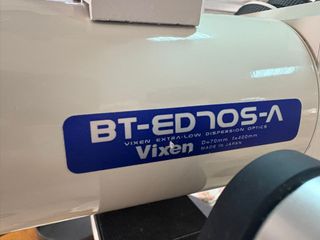 BT-ED70S-A
VIXEN EXTRA-LOW DISPERSION OPTICS
Vixen D=70mm f=400mm
MADE IN JAPAN